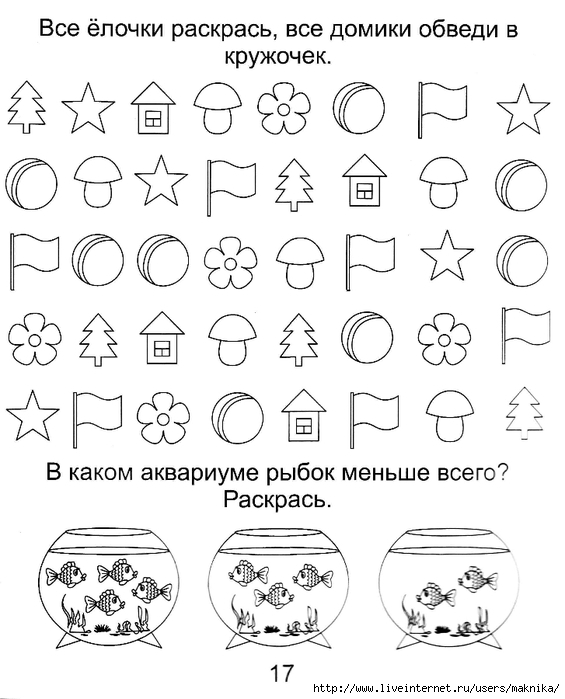 Все ёлочки раскрась, все домики обведи в
кружочек.
В каком аквариуме рыбок меньше всего?
Раскрась.
17
http://www.liveinternet.ru/users/maknika/